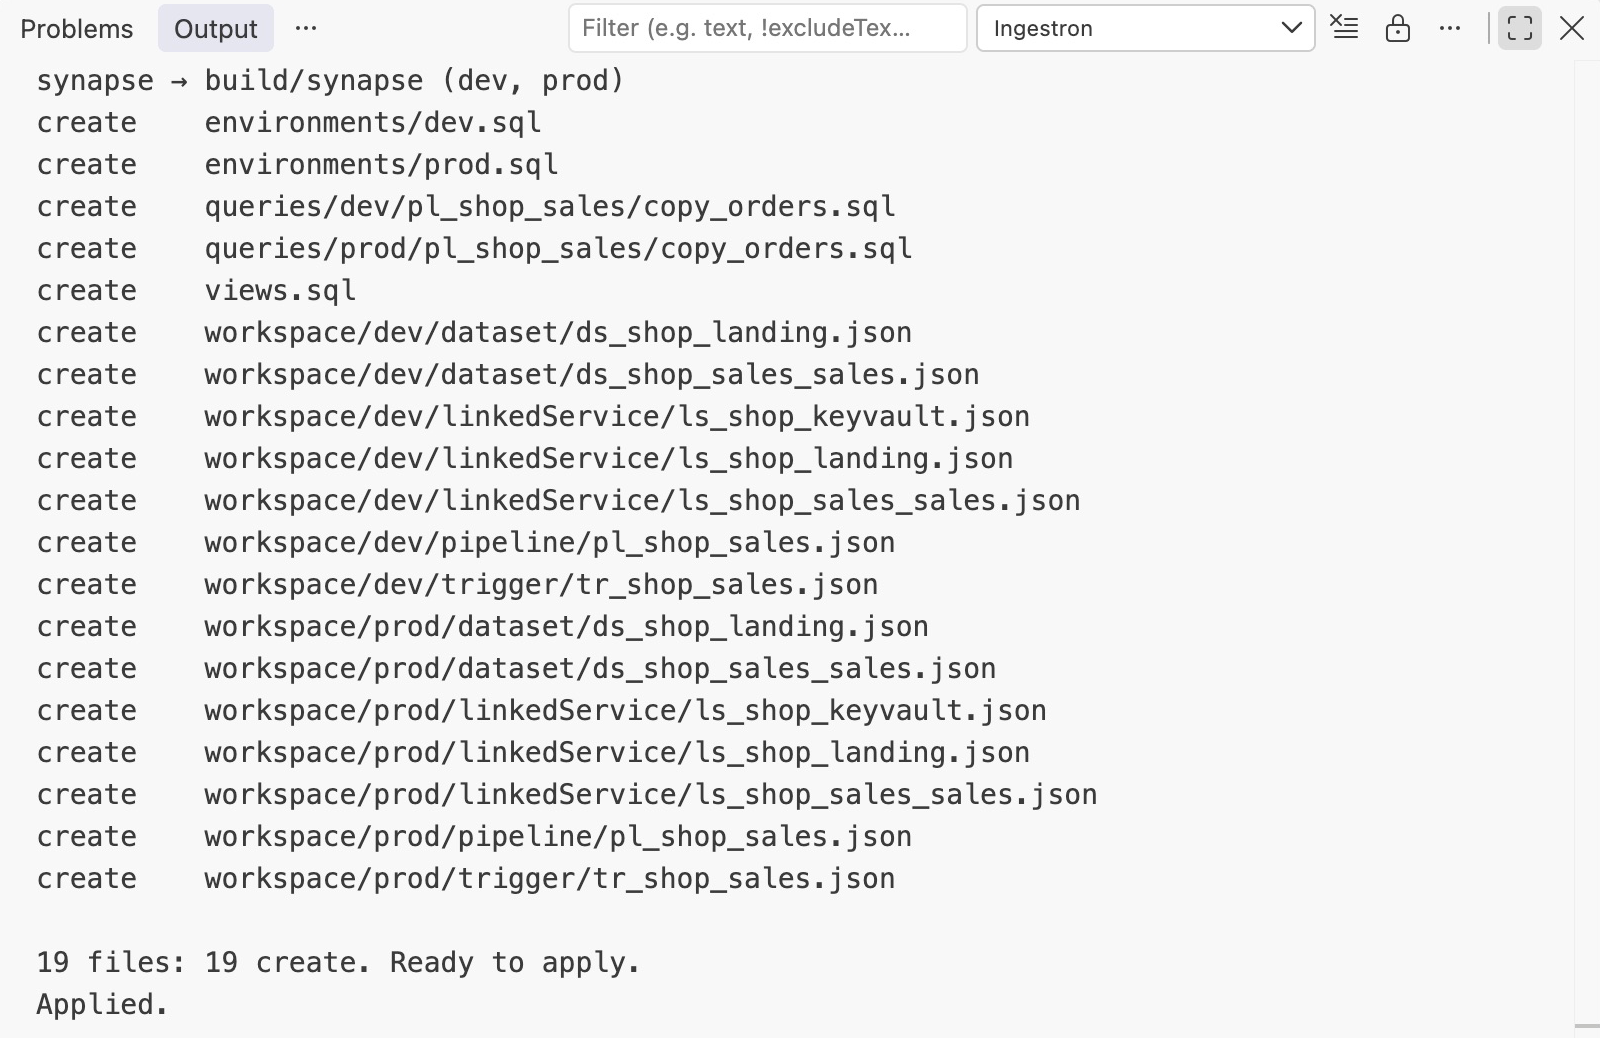 Problems Output ··· Filter (e.g. text, !excludeTex... Ingestron
synapse → build/synapse (dev, prod)
create    environments/dev.sql
create    environments/prod.sql
create    queries/dev/pl_shop_sales/copy_orders.sql
create    queries/prod/pl_shop_sales/copy_orders.sql
create    views.sql
create    workspace/dev/dataset/ds_shop_landing.json
create    workspace/dev/dataset/ds_shop_sales_sales.json
create    workspace/dev/linkedService/ls_shop_keyvault.json
create    workspace/dev/linkedService/ls_shop_landing.json
create    workspace/dev/linkedService/ls_shop_sales_sales.json
create    workspace/dev/pipeline/pl_shop_sales.json
create    workspace/dev/trigger/tr_shop_sales.json
create    workspace/prod/dataset/ds_shop_landing.json
create    workspace/prod/dataset/ds_shop_sales_sales.json
create    workspace/prod/linkedService/ls_shop_keyvault.json
create    workspace/prod/linkedService/ls_shop_landing.json
create    workspace/prod/linkedService/ls_shop_sales_sales.json
create    workspace/prod/pipeline/pl_shop_sales.json
create    workspace/prod/trigger/tr_shop_sales.json
19 files: 19 create. Ready to apply.
Applied.